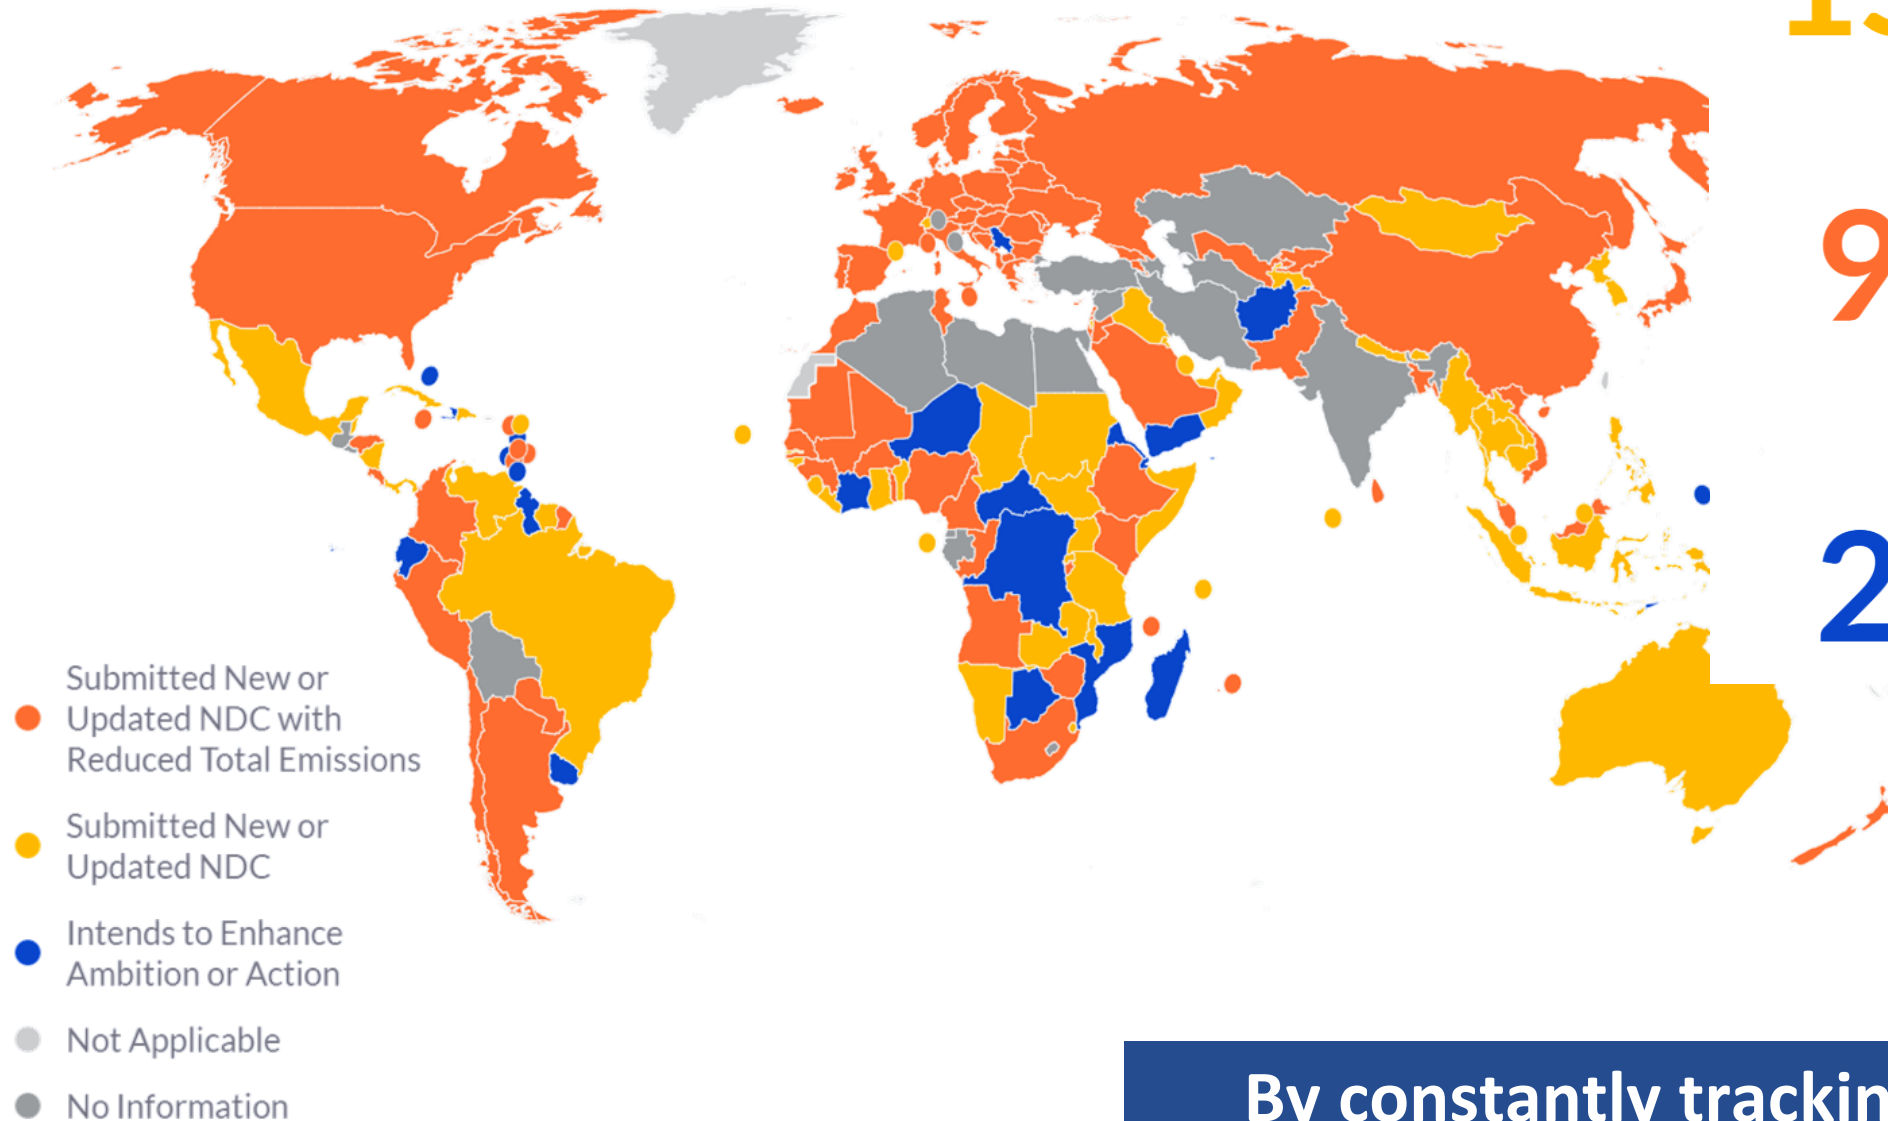 1
9
2
Submitted New or
Updated NDC with
Reduced Total Emissions
Submitted New or
Updated NDC
Intends to Enhance
Ambition or Action
Not Applicable
No Information
By constantly trackin